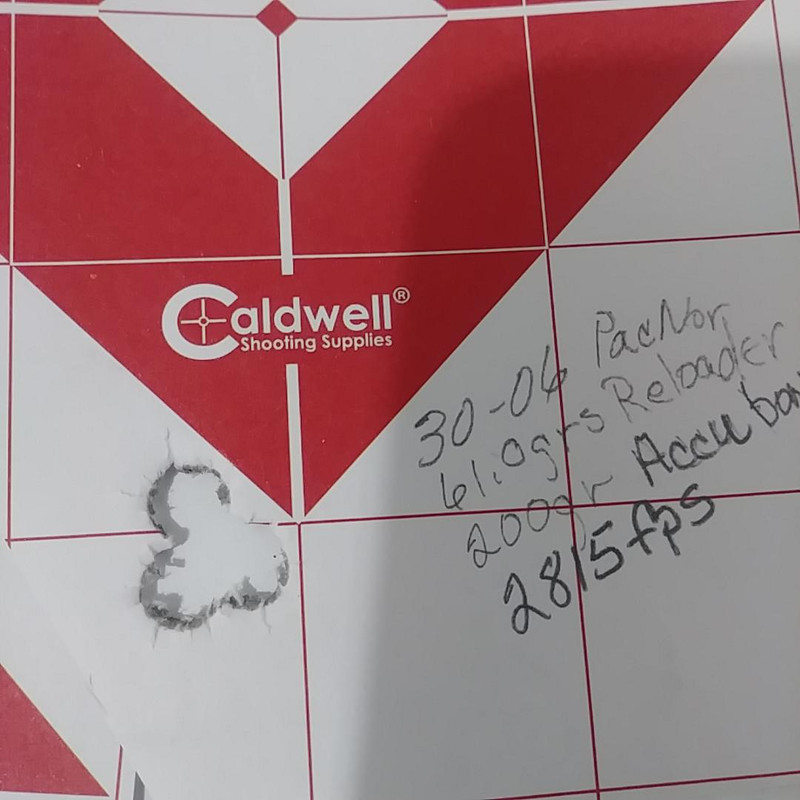 Caldwell®
Shooting Supplies
30-06 PacNor
61.0grs Reloader
200gr Accubon
2815fps